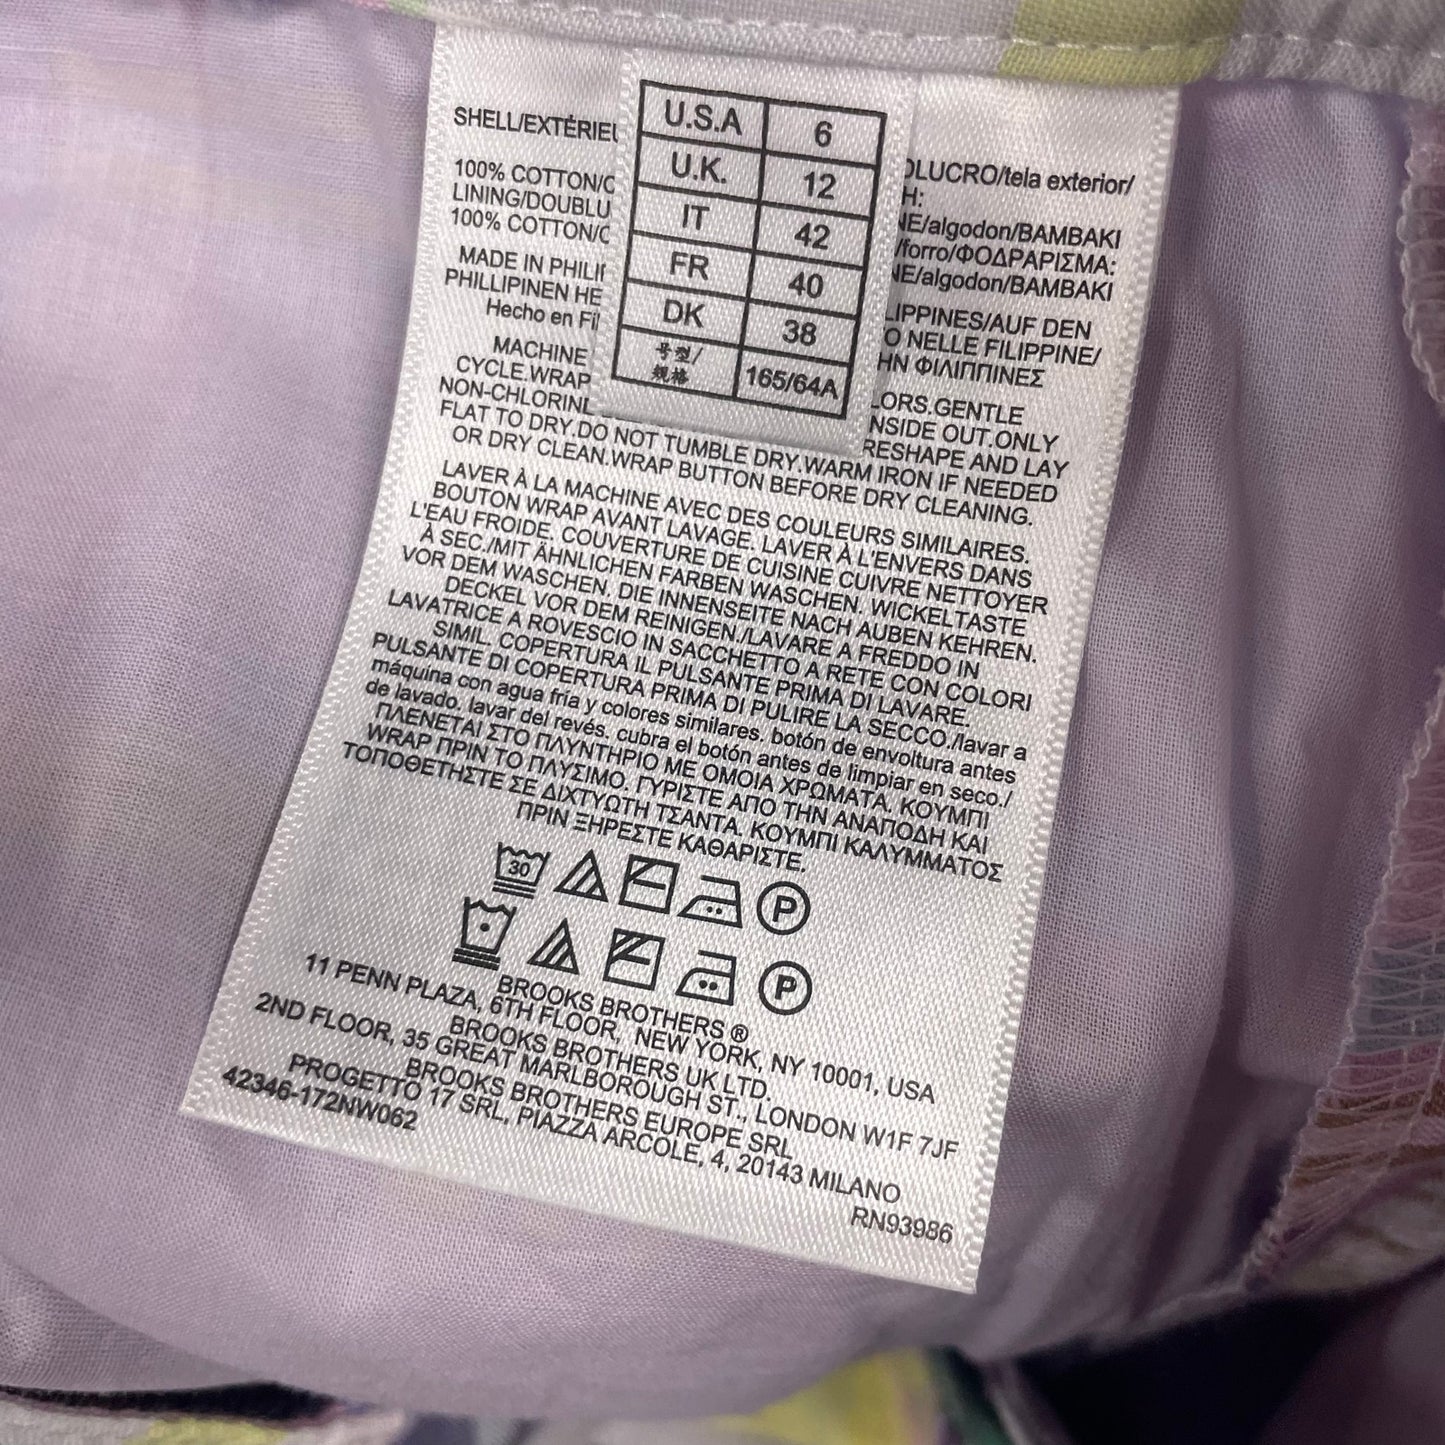 U.S.A 6
U.K. 12
IT 42
FR 40
DK 38
号型/规格 165/64A
SHELL/EXTÉRIEU OLUCRO/tela exterior/
H:
100% COTTON/C NE/algodon/BAMBAKI
LINING/DOUBLU /forro/ΦΟΔΡΑΡΙΣΜΑ:
100% COTTON/C NE/algodon/BAMBAKI
MADE IN PHILI LIPPINES/AUF DEN
PHILLIPINEN HE O NELLE FILIPPINE/
Hecho en Fil HN ΦΙΛΙΠΠΙΝΕΣ
MACHINE LORS.GENTLE
CYCLE.WRAP NSIDE OUT.ONLY
NON-CHLORINE RESHAPE AND LAY
FLAT TO DRY.DO NOT TUMBLE DRY.WARM IRON IF NEEDED
OR DRY CLEAN.WRAP BUTTON BEFORE DRY CLEANING.
LAVER À LA MACHINE AVEC DES COULEURS SIMILAIRES.
BOUTON WRAP AVANT LAVAGE. LAVER À L'ENVERS DANS
L'EAU FROIDE. COUVERTURE DE CUISINE CUIVRE NETTOYER
À SEC./MIT ÄHNLICHEN FARBEN WASCHEN. WICKELTASTE
VOR DEM WASCHEN. DIE INNENSEITE NACH AUBEN KEHREN.
DECKEL VOR DEM REINIGEN./LAVARE A FREDDO IN
LAVATRICE A ROVESCIO IN SACCHETTO A RETE CON COLORI
SIMIL. COPERTURA IL PULSANTE PRIMA DI LAVARE.
PULSANTE DI COPERTURA PRIMA DI PULIRE LA SECCO./lavar a
máquina con agua fría y colores similares. botón de envoltura antes
de lavado. lavar del revés. cubra el botón antes de limpiar en seco./
ΠΛΕΝΕΤΑΙ ΣΤΟ ΠΛΥΝΤΗΡΙΟ ΜΕ ΟΜΟΙΑ ΧΡΩΜΑΤΑ. ΚΟΥΜΠΙ
WRAP ΠΡΙΝ ΤΟ ΠΛΥΣΙΜΟ. ΓΥΡΙΣΤΕ ΑΠΟ ΤΗΝ ΑΝΑΠΟΔΗ ΚΑΙ
ΤΟΠΟΘΕΤΗΣΤΕ ΣΕ ΔΙΧΤΥΩΤΗ ΤΣΑΝΤΑ. ΚΟΥΜΠΙ ΚΑΛΥΜΜΑΤΟΣ
ΠΡΙΝ ΞΗΡΕΣΤΕ ΚΑΘΑΡΙΣΤΕ.
30 P
P
BROOKS BROTHERS ®
11 PENN PLAZA, 6TH FLOOR, NEW YORK, NY 10001, USA
BROOKS BROTHERS UK LTD.
2ND FLOOR, 35 GREAT MARLBOROUGH ST., LONDON W1F 7JF
BROOKS BROTHERS EUROPE SRL
PROGETTO 17 SRL, PIAZZA ARCOLE, 4, 20143 MILANO
42346-172NW062
RN93986